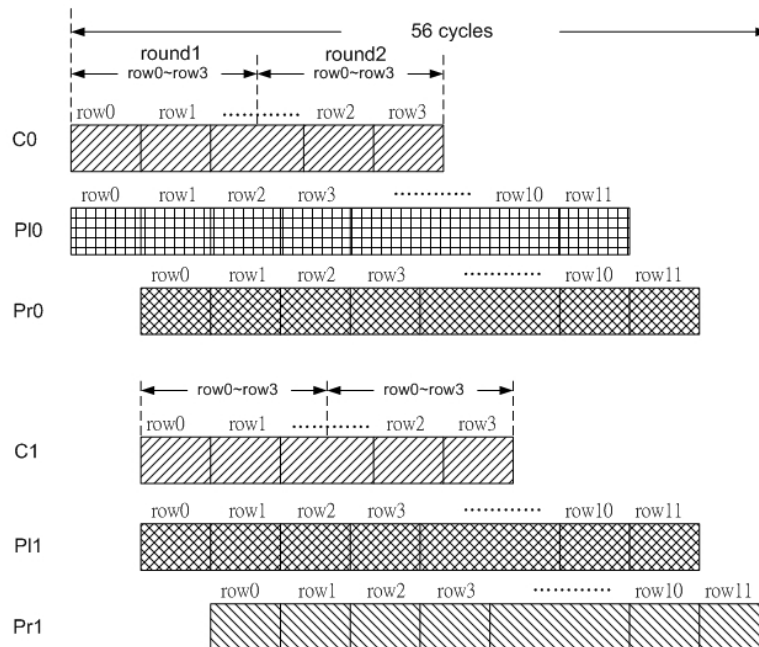 56 cycles
round1 round2
row0~row3 row0~row3
row0 row1 ............ row2 row3
C0
row0 row1 row2 row3 ............ row10 row11
Pl0
row0 row1 row2 row3 ............ row10 row11
Pr0
row0~row3 row0~row3
row0 row1 ............ row2 row3
C1
row0 row1 row2 row3 ............ row10 row11
Pl1
row0 row1 row2 row3 ............ row10 row11
Pr1